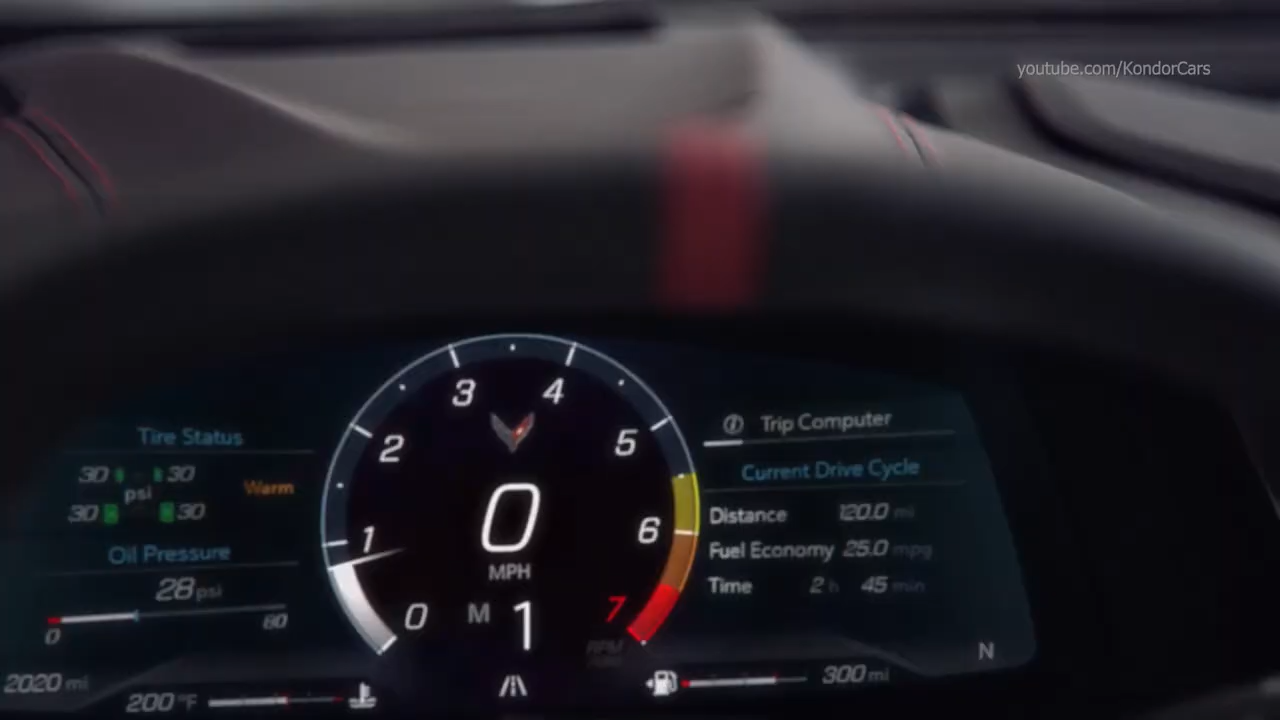 youtube.com/KondorCars
Tire Status
30 30
psi
Warm
30 30
Oil Pressure
28 psi
0 80
2020 mi
200 °F
0 1 2 3 4 5 6 7
RPM
0
MPH
M 1
Trip Computer
Current Drive Cycle
Distance 120.0 mi
Fuel Economy 25.0 mpg
Time 2 h 45 min
N
300 mi